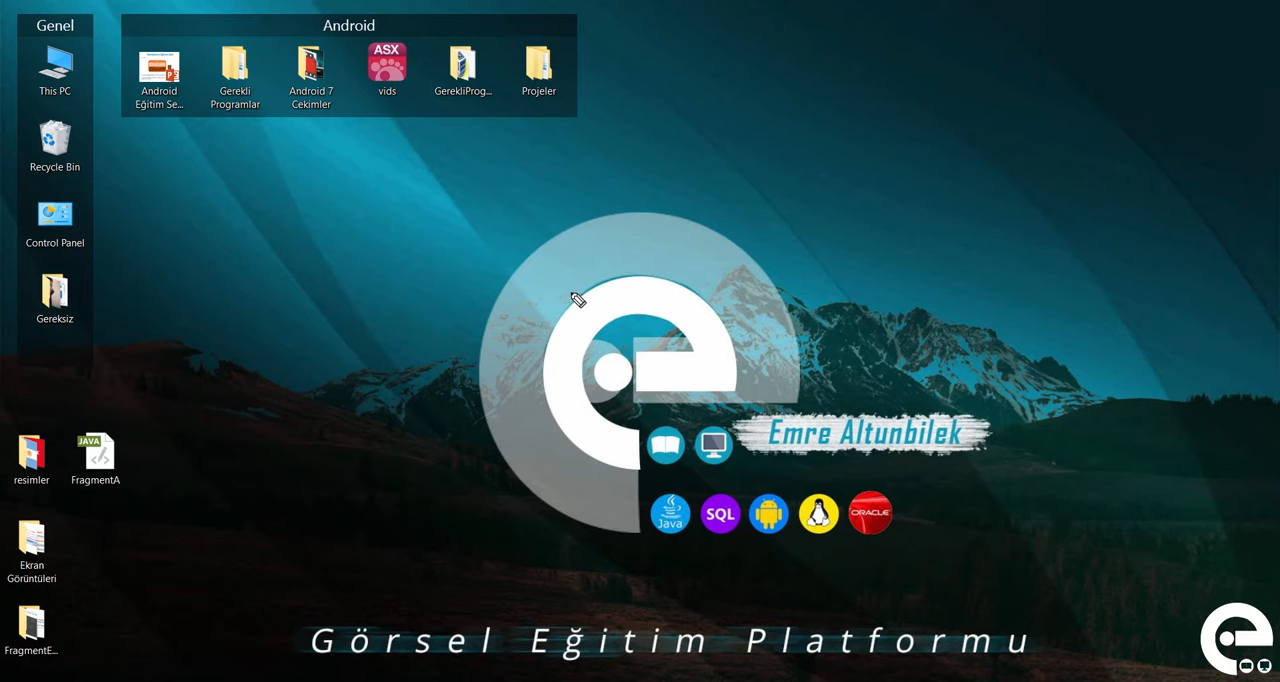 Genel
Android
This PC
Recycle Bin
Control Panel
Gereksiz
Android
Eğitim Se...
Gerekli
Programlar
Android 7
Cekimler
ASX
vids
GerekliProg...
Projeler
resimler
JAVA
FragmentA
Ekran
Görüntüleri
FragmentE...
Emre Altunbilek
Java
SQL
ORACLE
Görsel Eğitim Platformu